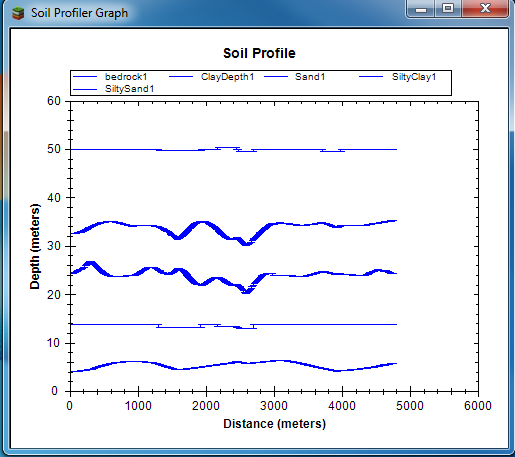 Soil Profiler Graph
Soil Profile
bedrock1 ClayDepth1 Sand1 SiltyClay1
SiltySand1
60
50
40
30
20
10
0
Depth (meters)
0 1000 2000 3000 4000 5000 6000
Distance (meters)